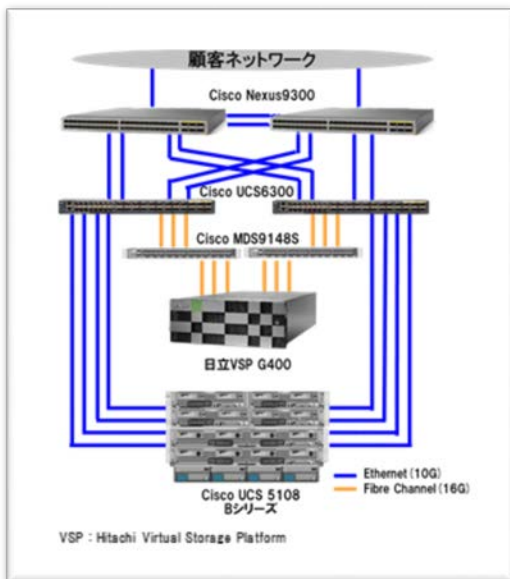 顧客ネットワーク
Cisco Nexus9300
Cisco UCS6300
Cisco MDS9148S
日立VSP G400
Ethernet(10G)
Fibre Channel(16G)
Cisco UCS 5108
Bシリーズ
VSP : Hitachi Virtual Storage Platform